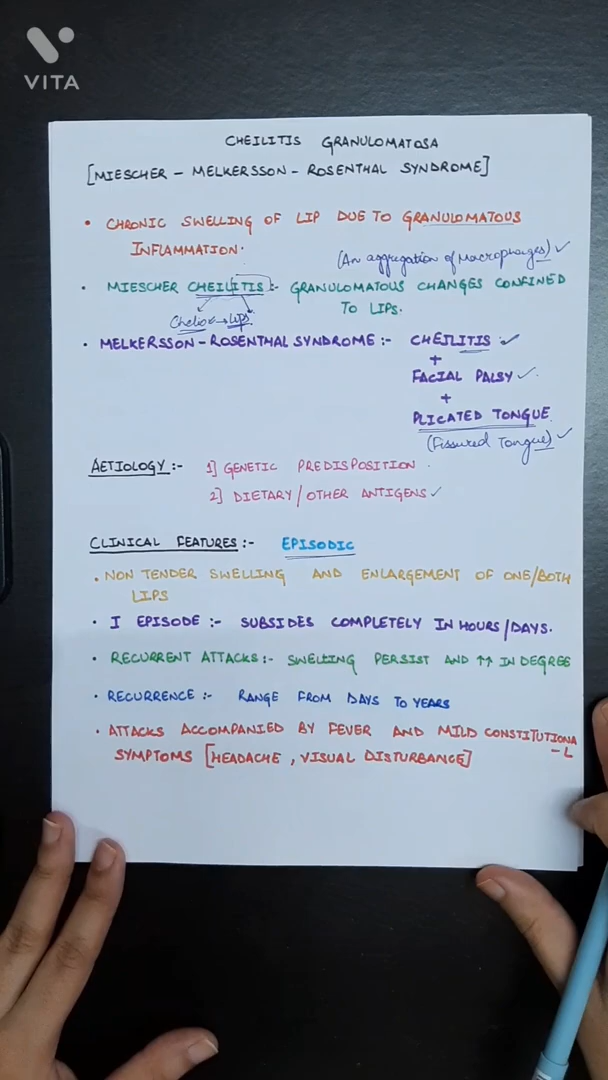 VITA
CHEILITIS GRANULOMATOSA
[MIESCHER - MELKERSSON - ROSENTHAL SYNDROME]
• CHRONIC SWELLING OF LIP DUE TO GRANULOMATOUS
INFLAMMATION.
(An aggregation of Macrophages) ✓
• MIESCHER CHEILITIS :- GRANULOMATOUS CHANGES CONFINED
TO LIPS.
→ Lips
• MELKERSSON - ROSENTHAL SYNDROME :- CHEILITIS ✓
+
FACIAL PALSY ✓
+
PLICATED TONGUE
(Fissured Tongue) ✓
AETIOLOGY :- 1] GENETIC PREDISPOSITION
2] DIETARY / OTHER ANTIGENS ✓
CLINICAL FEATURES :- EPISODIC
• NON TENDER SWELLING AND ENLARGEMENT OF ONE/BOTH
LIPS
• I EPISODE :- SUBSIDES COMPLETELY IN HOURS/DAYS.
• RECURRENT ATTACKS :- SWELLING PERSIST AND ↑↑ IN DEGREE
• RECURRENCE :- RANGE FROM DAYS TO YEARS
• ATTACKS ACCOMPANIED BY FEVER AND MILD CONSTITUTIONA
-L
SYMPTOMS [HEADACHE, VISUAL DISTURBANCE]